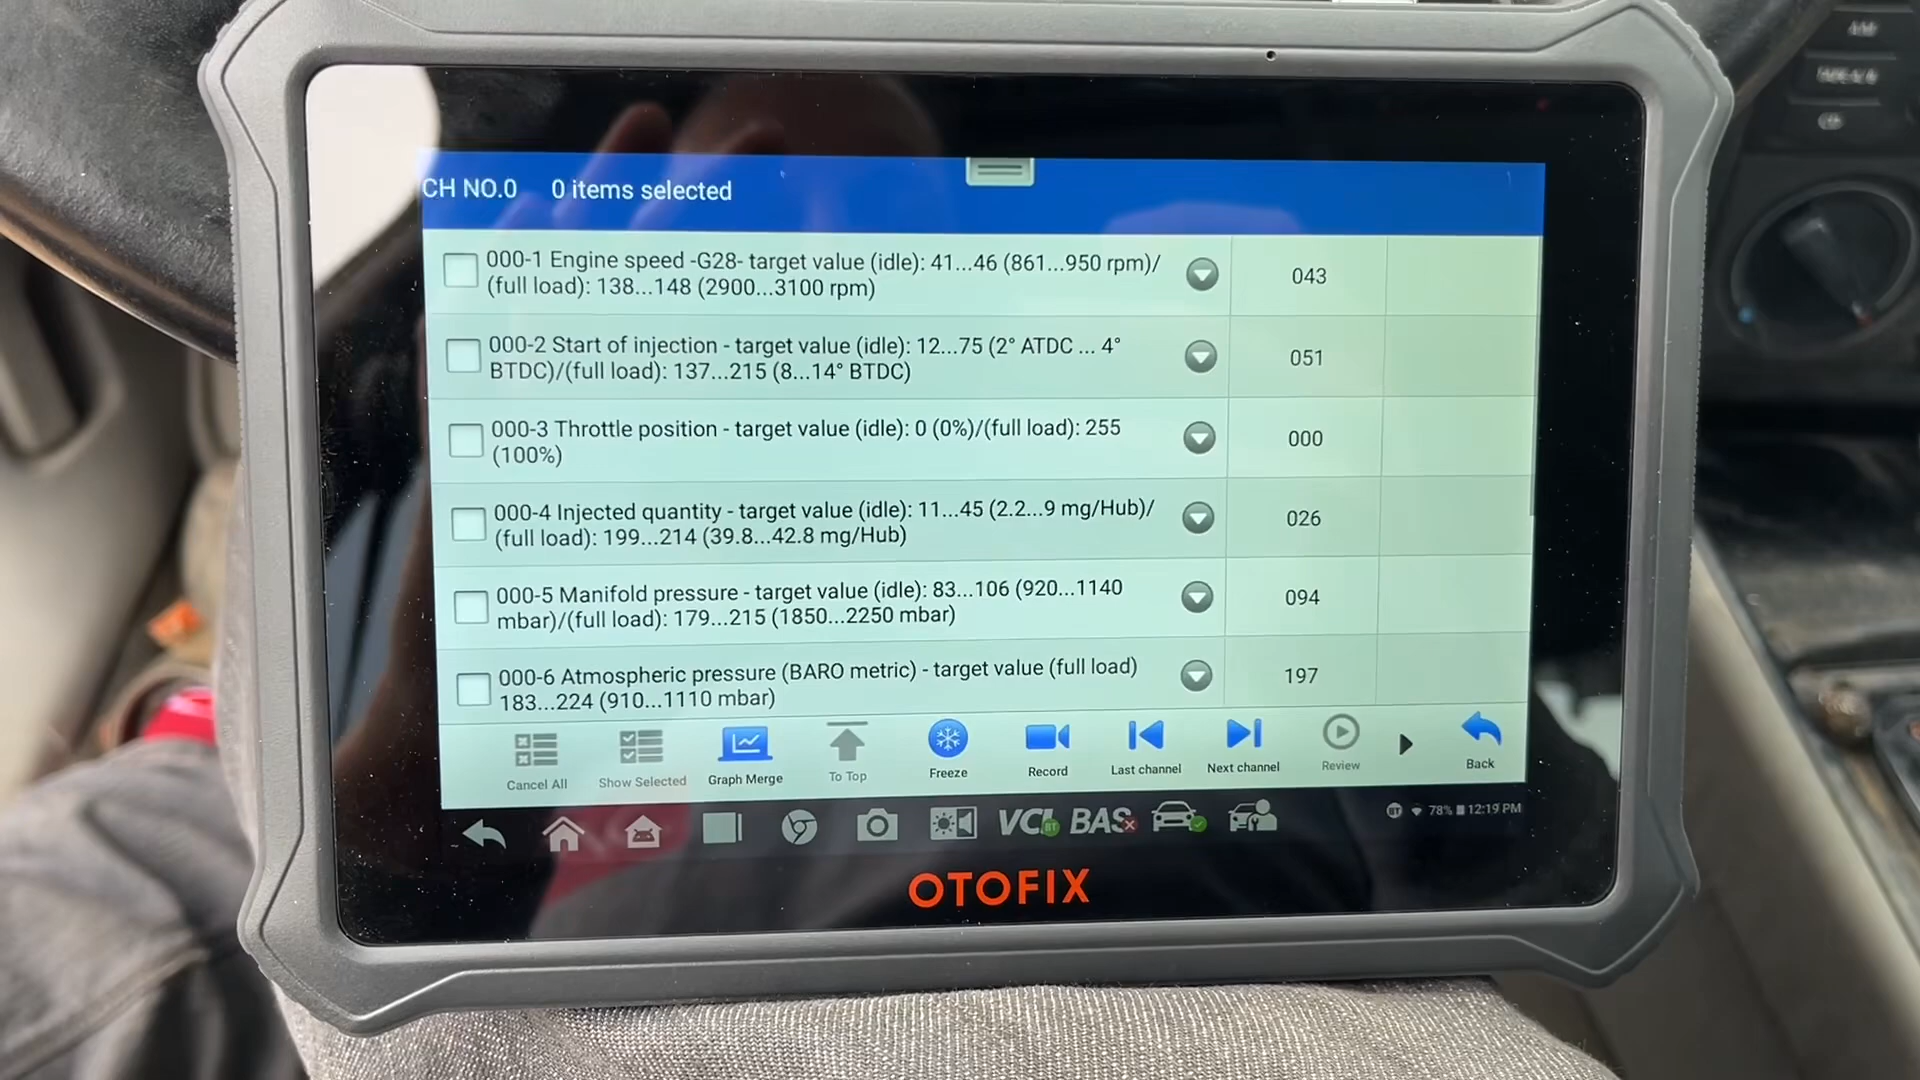 AM
CH NO.0 0 items selected
000-1 Engine speed -G28- target value (idle): 41...46 (861...950 rpm)/
(full load): 138...148 (2900...3100 rpm)
043
000-2 Start of injection - target value (idle): 12...75 (2° ATDC ... 4°
BTDC)/(full load): 137...215 (8...14° BTDC)
051
000-3 Throttle position - target value (idle): 0 (0%)/(full load): 255
(100%)
000
000-4 Injected quantity - target value (idle): 11...45 (2.2...9 mg/Hub)/
(full load): 199...214 (39.8...42.8 mg/Hub)
026
000-5 Manifold pressure - target value (idle): 83...106 (920...1140
mbar)/(full load): 179...215 (1850...2250 mbar)
094
000-6 Atmospheric pressure (BARO metric) - target value (full load)
183...224 (910...1110 mbar)
197
Cancel All Show Selected Graph Merge To Top Freeze Record Last channel Next channel Review Back
VCI BT BAS BT 78% 12:19 PM
OTOFIX